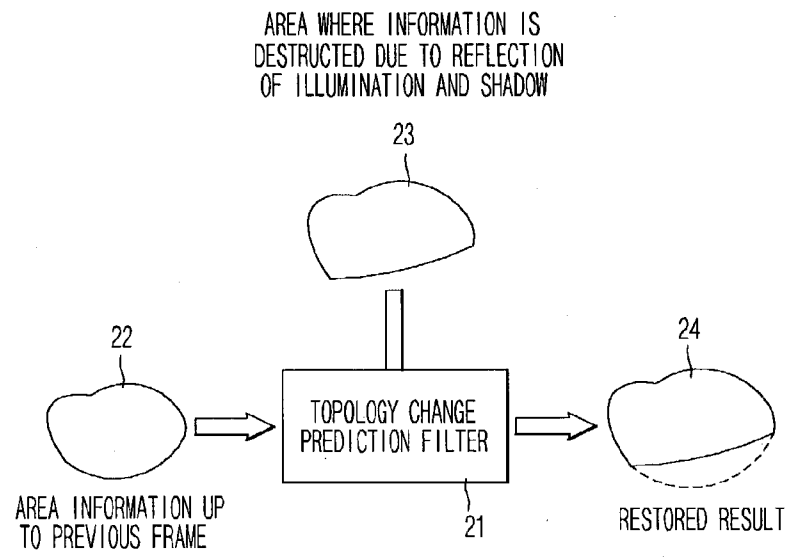 AREA WHERE INFORMATION IS
DESTRUCTED DUE TO REFLECTION
OF ILLUMINATION AND SHADOW
23
22
24
TOPOLOGY CHANGE
PREDICTION FILTER
21
AREA INFORMATION UP
TO PREVIOUS FRAME
RESTORED RESULT